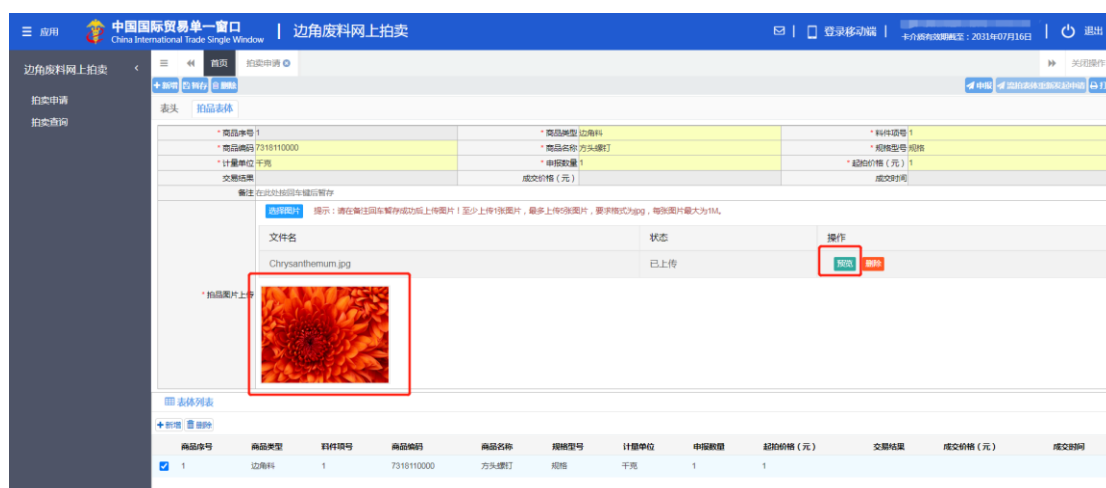 应用 中国国际贸易单一窗口 China International Trade Single Window 边角废料网上拍卖 登录移动端 卡介质有效期截至：2031年07月16日 退出
边角废料网上拍卖 首页 拍卖申请 关闭操作
拍卖申请
拍卖查询
新增 暂存 删除 申报
表头 拍品表体
*商品序号 1 *商品类型 边角料 *料件项号 1
*商品编码 7318110000 *商品名称 方头螺钉 *规格型号 规格
*计量单位 千克 *申报数量 1 *起拍价格（元） 1
交易结果 成交价格（元） 成交时间
备注 在此处按回车键后暂存
选择图片 提示：请在备注回车暂存成功后上传图片！至少上传1张图片，最多上传5张图片，要求格式为jpg，每张图片最大为1M。
文件名 状态 操作
Chrysanthemum.jpg 已上传 预览 删除
*拍品图片上传
表体列表
新增 删除
商品序号 商品类型 料件项号 商品编码 商品名称 规格型号 计量单位 申报数量 起拍价格（元） 交易结果 成交价格（元） 成交时间
1 边角料 1 7318110000 方头螺钉 规格 千克 1 1